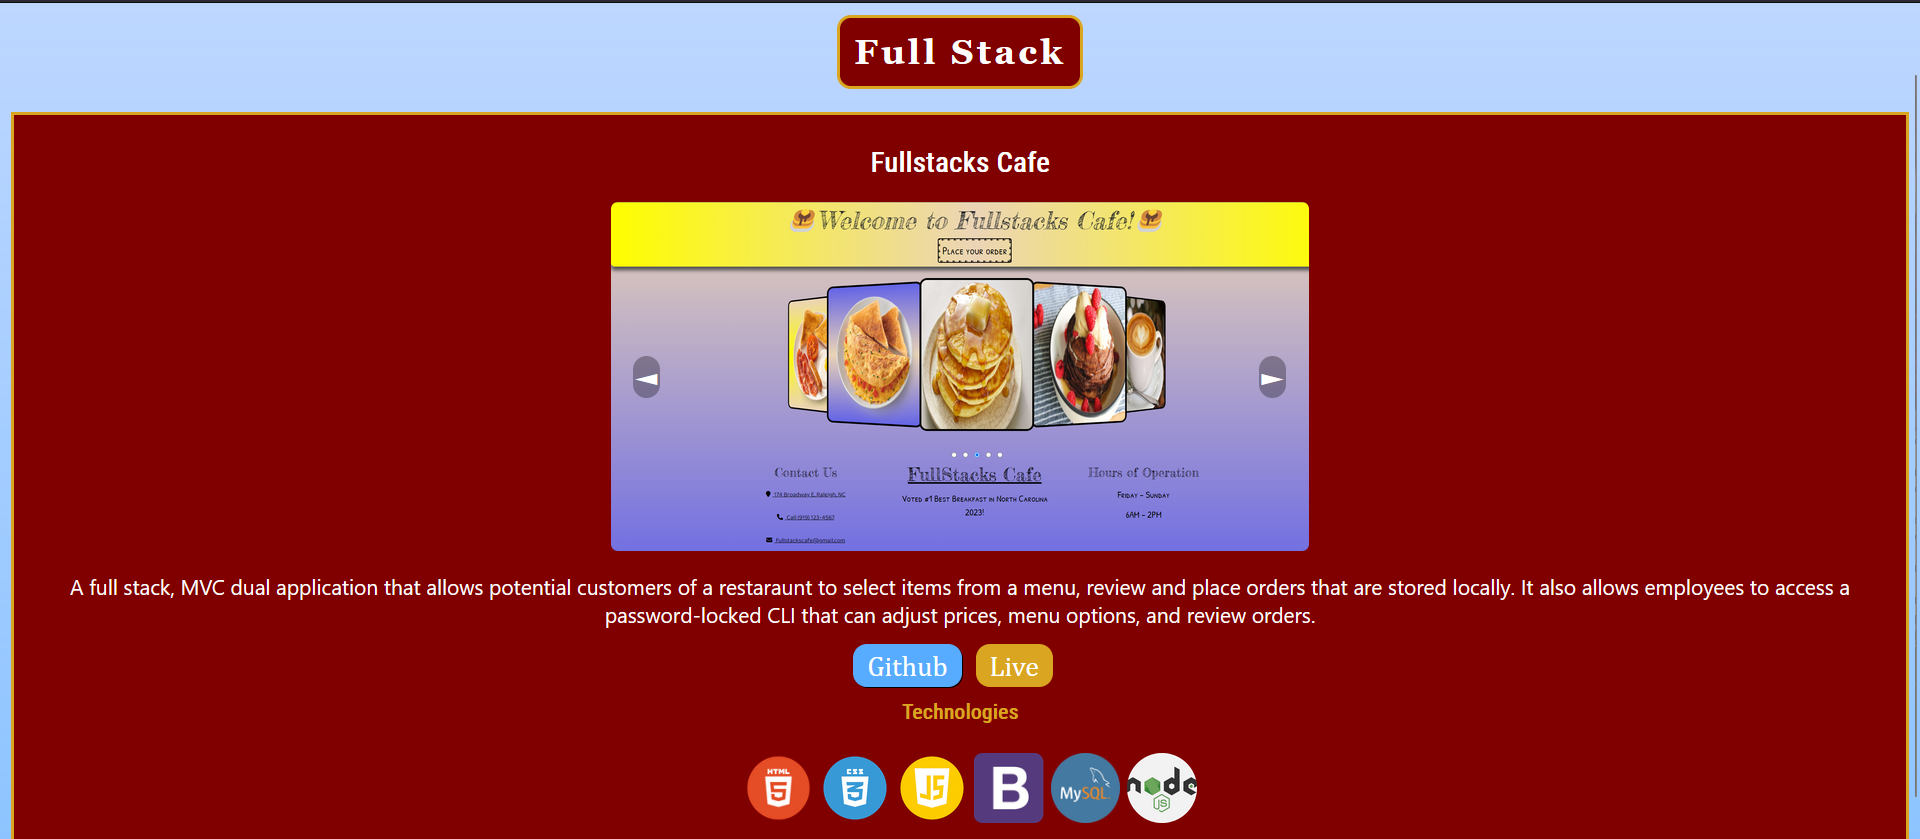 Full Stack
Fullstacks Cafe
Welcome to Fullstacks Cafe!
Place your order
Contact Us
FullStacks Cafe
Hours of Operation
174 Broadway E, Raleigh, NC
Voted #1 Best Breakfast in North Carolina
2023!
Friday - Sunday
Call (919) 123-4567
6AM - 2PM
fullstackscafe@gmail.com
A full stack, MVC dual application that allows potential customers of a restaraunt to select items from a menu, review and place orders that are stored locally. It also allows employees to access a
password-locked CLI that can adjust prices, menu options, and review orders.
Github
Live
Technologies
HTML
5
CSS
3
JS
B
MySQL
node
JS